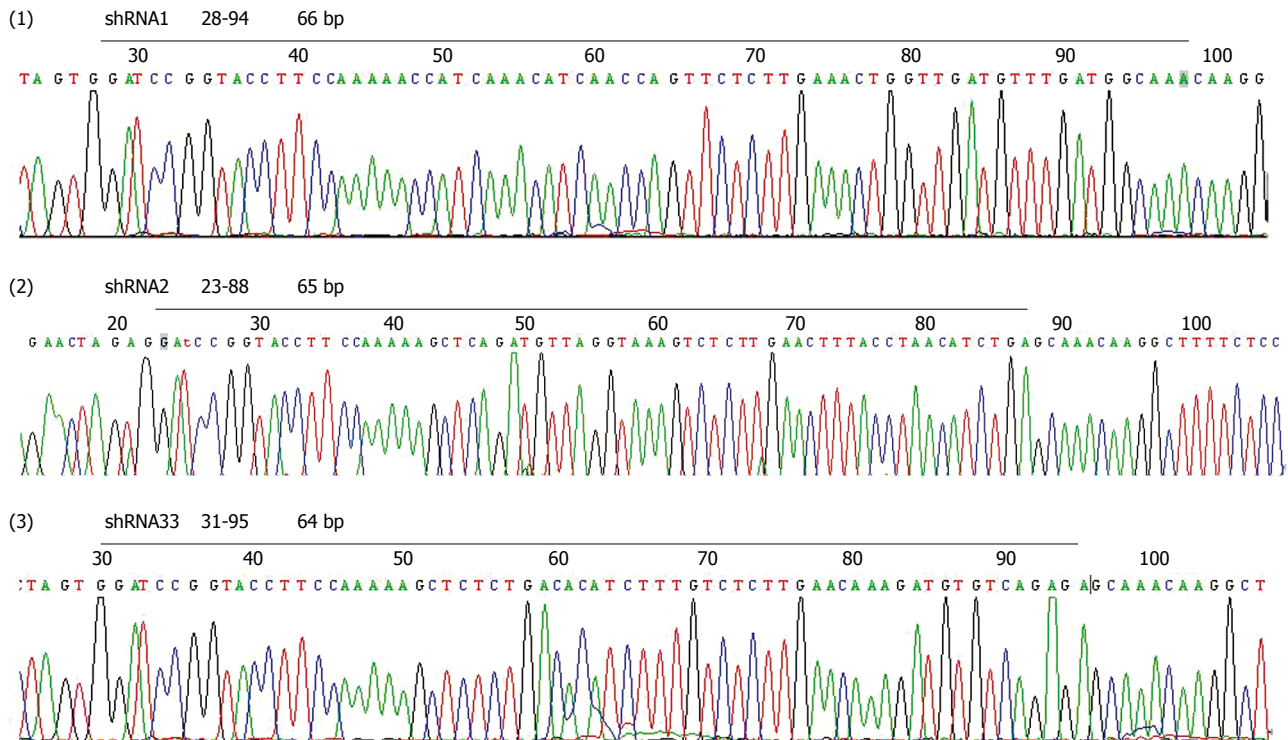 (1) shRNA1 28-94 66 bp
30 40 50 60 70 80 90 100
TAGTGGATCCGGTACCTTCCAAAAACCATCAAACATCAACCAGTTCTCTTGAAACTGGTTGATGTTTGATGGCAAACAAGG
(2) shRNA2 23-88 65 bp
20 30 40 50 60 70 80 90 100
GAACTAGAGGAtCCGGTACCTTCCAAAAAGCTCAGATGTTAGGTAAAGTCTCTTGAACTTTACCTAACATCTGAGCAAACAAGGCTTTTCTCC
(3) shRNA33 31-95 64 bp
30 40 50 60 70 80 90 100
CTAGTGGATCCGGTACCTTCCAAAAAGCTCTCTGACACATCTTTGTCTCTTGAACAAAGATGTGTCAGAGAGCAAACAAGGCT